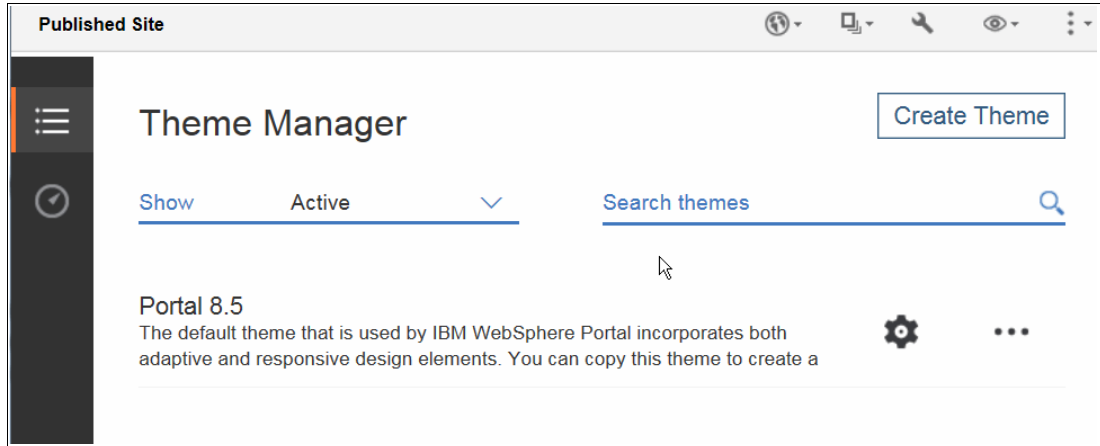 Published Site
Theme Manager
Create Theme
Show Active
Search themes
Portal 8.5
The default theme that is used by IBM WebSphere Portal incorporates both
adaptive and responsive design elements. You can copy this theme to create a